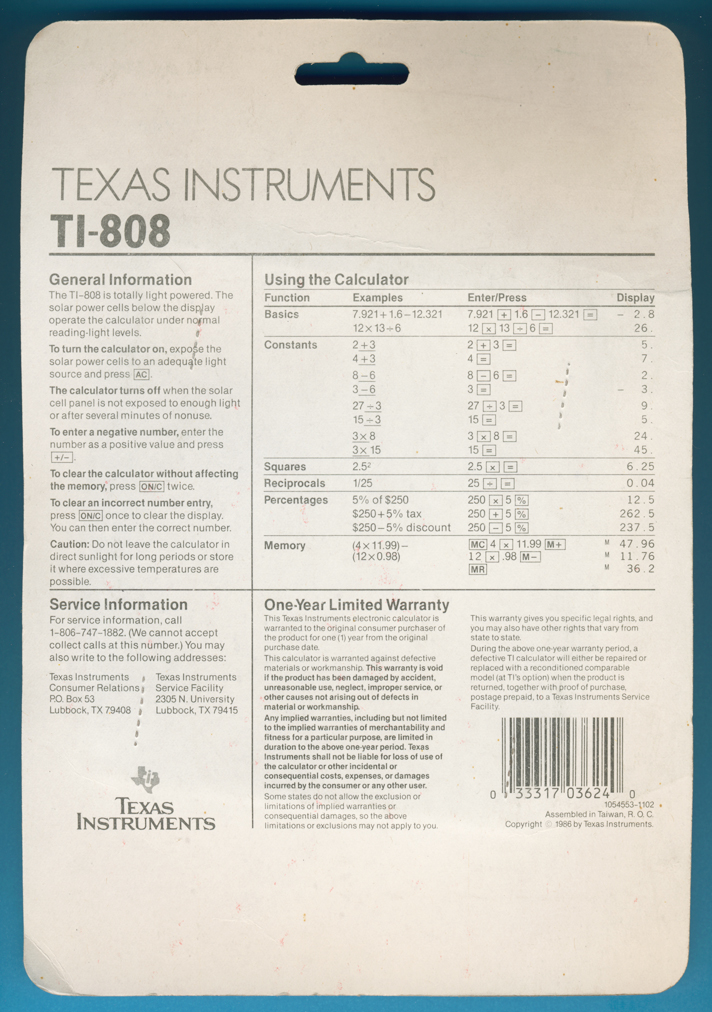 TEXAS INSTRUMENTS
TI-808
General Information
The TI-808 is totally light powered. The
solar power cells below the display
operate the calculator under normal
reading-light levels.
To turn the calculator on, expose the
solar power cells to an adequate light
source and press AC.
The calculator turns off when the solar
cell panel is not exposed to enough light
or after several minutes of nonuse.
To enter a negative number, enter the
number as a positive value and press
+/−.
To clear the calculator without affecting
the memory, press ON/C twice.
To clear an incorrect number entry,
press ON/C once to clear the display.
You can then enter the correct number.
Caution: Do not leave the calculator in
direct sunlight for long periods or store
it where excessive temperatures are
possible.
Using the Calculator
Function Examples Enter/Press Display
Basics 7.921+1.6−12.321 7.921 + 1.6 − 12.321 = − 2.8
12×13÷6 12 × 13 ÷ 6 = 26.
Constants 2+3 2 + 3 = 5.
4+3 4 = 7.
8−6 8 − 6 = 2.
3−6 3 = − 3.
27÷3 27 ÷ 3 = 9.
15÷3 15 = 5.
3×8 3 × 8 = 24.
3×15 15 = 45.
Squares 2.5² 2.5 × = 6.25
Reciprocals 1/25 25 ÷ = 0.04
Percentages 5% of $250 250 × 5 % 12.5
$250+5% tax 250 + 5 % 262.5
$250−5% discount 250 − 5 % 237.5
Memory (4×11.99)− MC 4 × 11.99 M+ M 47.96
(12×0.98) 12 × .98 M− M 11.76
MR M 36.2
Service Information
For service information, call
1-806-747-1882. (We cannot accept
collect calls at this number.) You may
also write to the following addresses:
Texas Instruments
Consumer Relations
P.O. Box 53
Lubbock, TX 79408
Texas Instruments
Service Facility
2305 N. University
Lubbock, TX 79415
ti
TEXAS
INSTRUMENTS
One-Year Limited Warranty
This Texas Instruments electronic calculator is
warranted to the original consumer purchaser of
the product for one (1) year from the original
purchase date.
This calculator is warranted against defective
materials or workmanship. This warranty is void
if the product has been damaged by accident,
unreasonable use, neglect, improper service, or
other causes not arising out of defects in
material or workmanship.
Any implied warranties, including but not limited
to the implied warranties of merchantability and
fitness for a particular purpose, are limited in
duration to the above one-year period. Texas
Instruments shall not be liable for loss of use of
the calculator or other incidental or
consequential costs, expenses, or damages
incurred by the consumer or any other user.
Some states do not allow the exclusion or
limitations of implied warranties or
consequential damages, so the above
limitations or exclusions may not apply to you.
This warranty gives you specific legal rights, and
you may also have other rights that vary from
state to state.
During the above one-year warranty period, a
defective TI calculator will either be repaired or
replaced with a reconditioned comparable
model (at TI's option) when the product is
returned, together with proof of purchase,
postage prepaid, to a Texas Instruments Service
Facility.
0 33317 03624 0
1054553-1102
Assembled in Taiwan, R.O.C.
Copyright © 1986 by Texas Instruments.